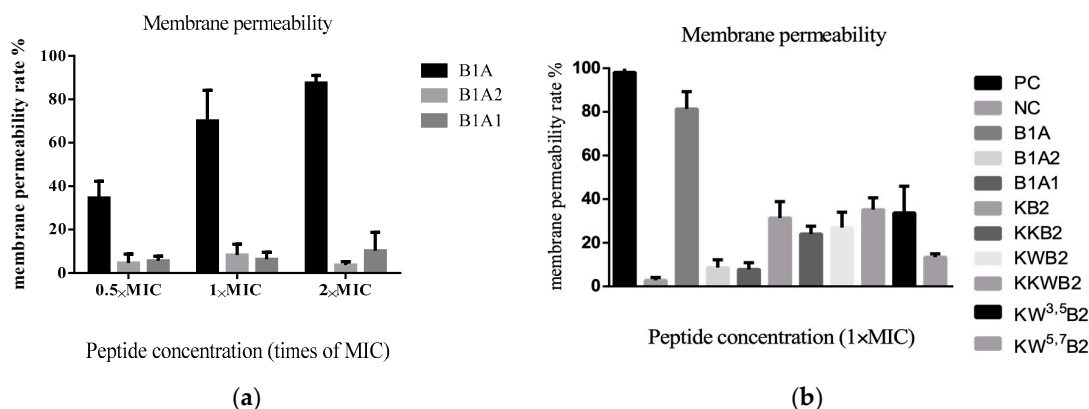 Membrane permeability
membrane permability rate %
100
80
60
40
20
0
0.5×MIC 1×MIC 2×MIC
Peptide concentration (times of MIC)
B1A
B1A2
B1A1
(a)
Membrane permeability
membrane permeability rate %
100
80
60
40
20
0
Peptide concentration (1×MIC)
PC
NC
B1A
B1A2
B1A1
KB2
KKB2
KWB2
KKWB2
KW3,5B2
KW5,7B2
(b)